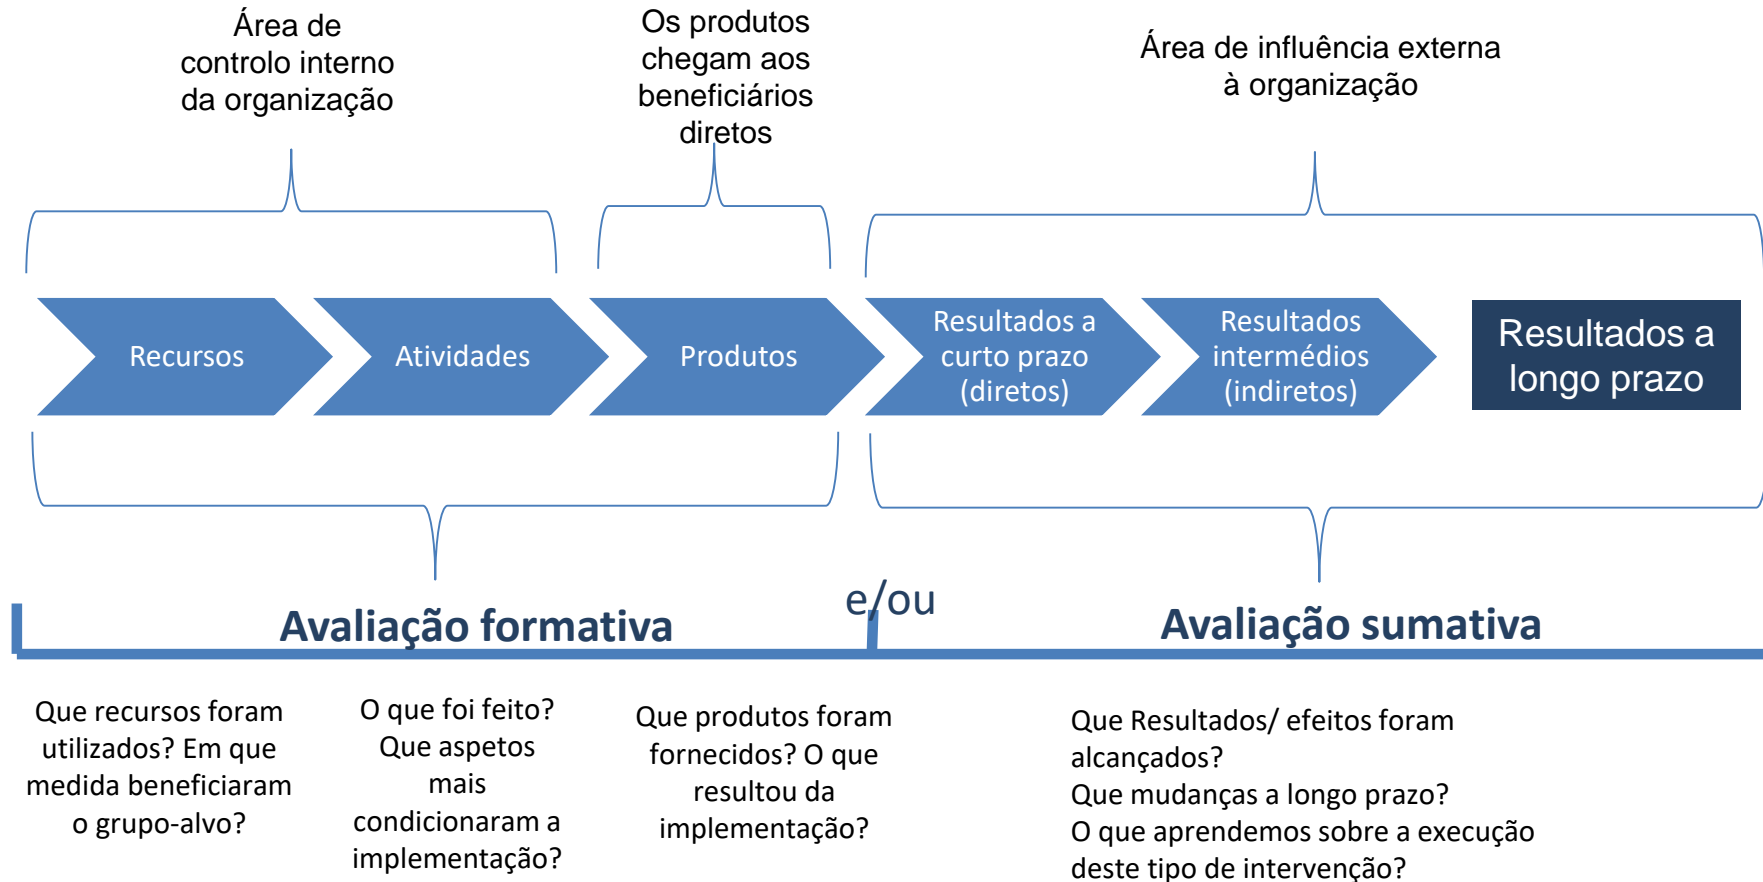 Área de
controlo interno
da organização
Os produtos
chegam aos
beneficiários
diretos
Área de influência externa
à organização
Recursos
Atividades
Produtos
Resultados a
curto prazo
(diretos)
Resultados
intermédios
(indiretos)
Resultados a
longo prazo
Avaliação formativa
e/ou
Avaliação sumativa
Que recursos foram
utilizados? Em que
medida beneficiaram
o grupo-alvo?
O que foi feito?
Que aspetos
mais
condicionaram a
implementação?
Que produtos foram
fornecidos? O que
resultou da
implementação?
Que Resultados/ efeitos foram
alcançados?
Que mudanças a longo prazo?
O que aprendemos sobre a execução
deste tipo de intervenção?